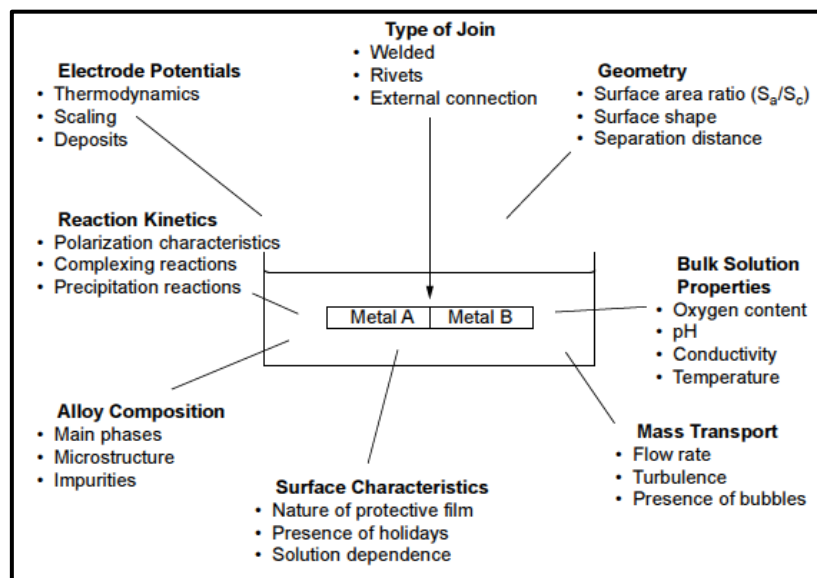 Type of Join
• Welded
• Rivets
• External connection
Electrode Potentials
• Thermodynamics
• Scaling
• Deposits
Geometry
• Surface area ratio (Sa/Sc)
• Surface shape
• Separation distance
Reaction Kinetics
• Polarization characteristics
• Complexing reactions
• Precipitation reactions
Metal A
Metal B
Bulk Solution
Properties
• Oxygen content
• pH
• Conductivity
• Temperature
Alloy Composition
• Main phases
• Microstructure
• Impurities
Surface Characteristics
• Nature of protective film
• Presence of holidays
• Solution dependence
Mass Transport
• Flow rate
• Turbulence
• Presence of bubbles